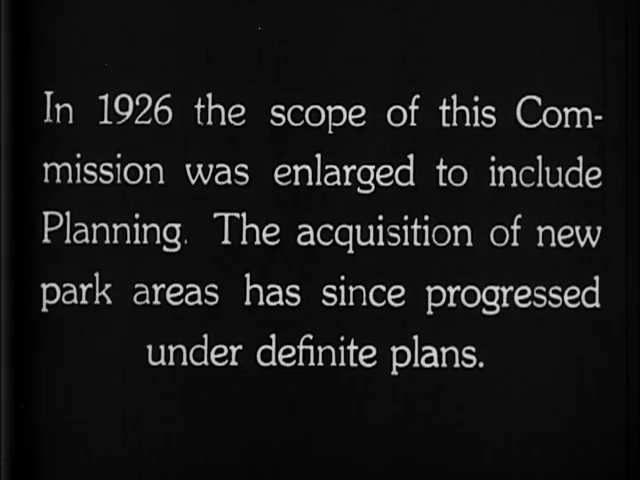 In 1926 the scope of this Com-
mission was enlarged to include
Planning. The acquisition of new
park areas has since progressed
under definite plans.